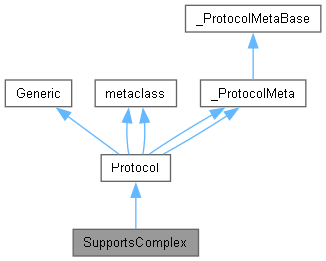 _ProtocolMetaBase
Generic
metaclass
_ProtocolMeta
Protocol
SupportsComplex